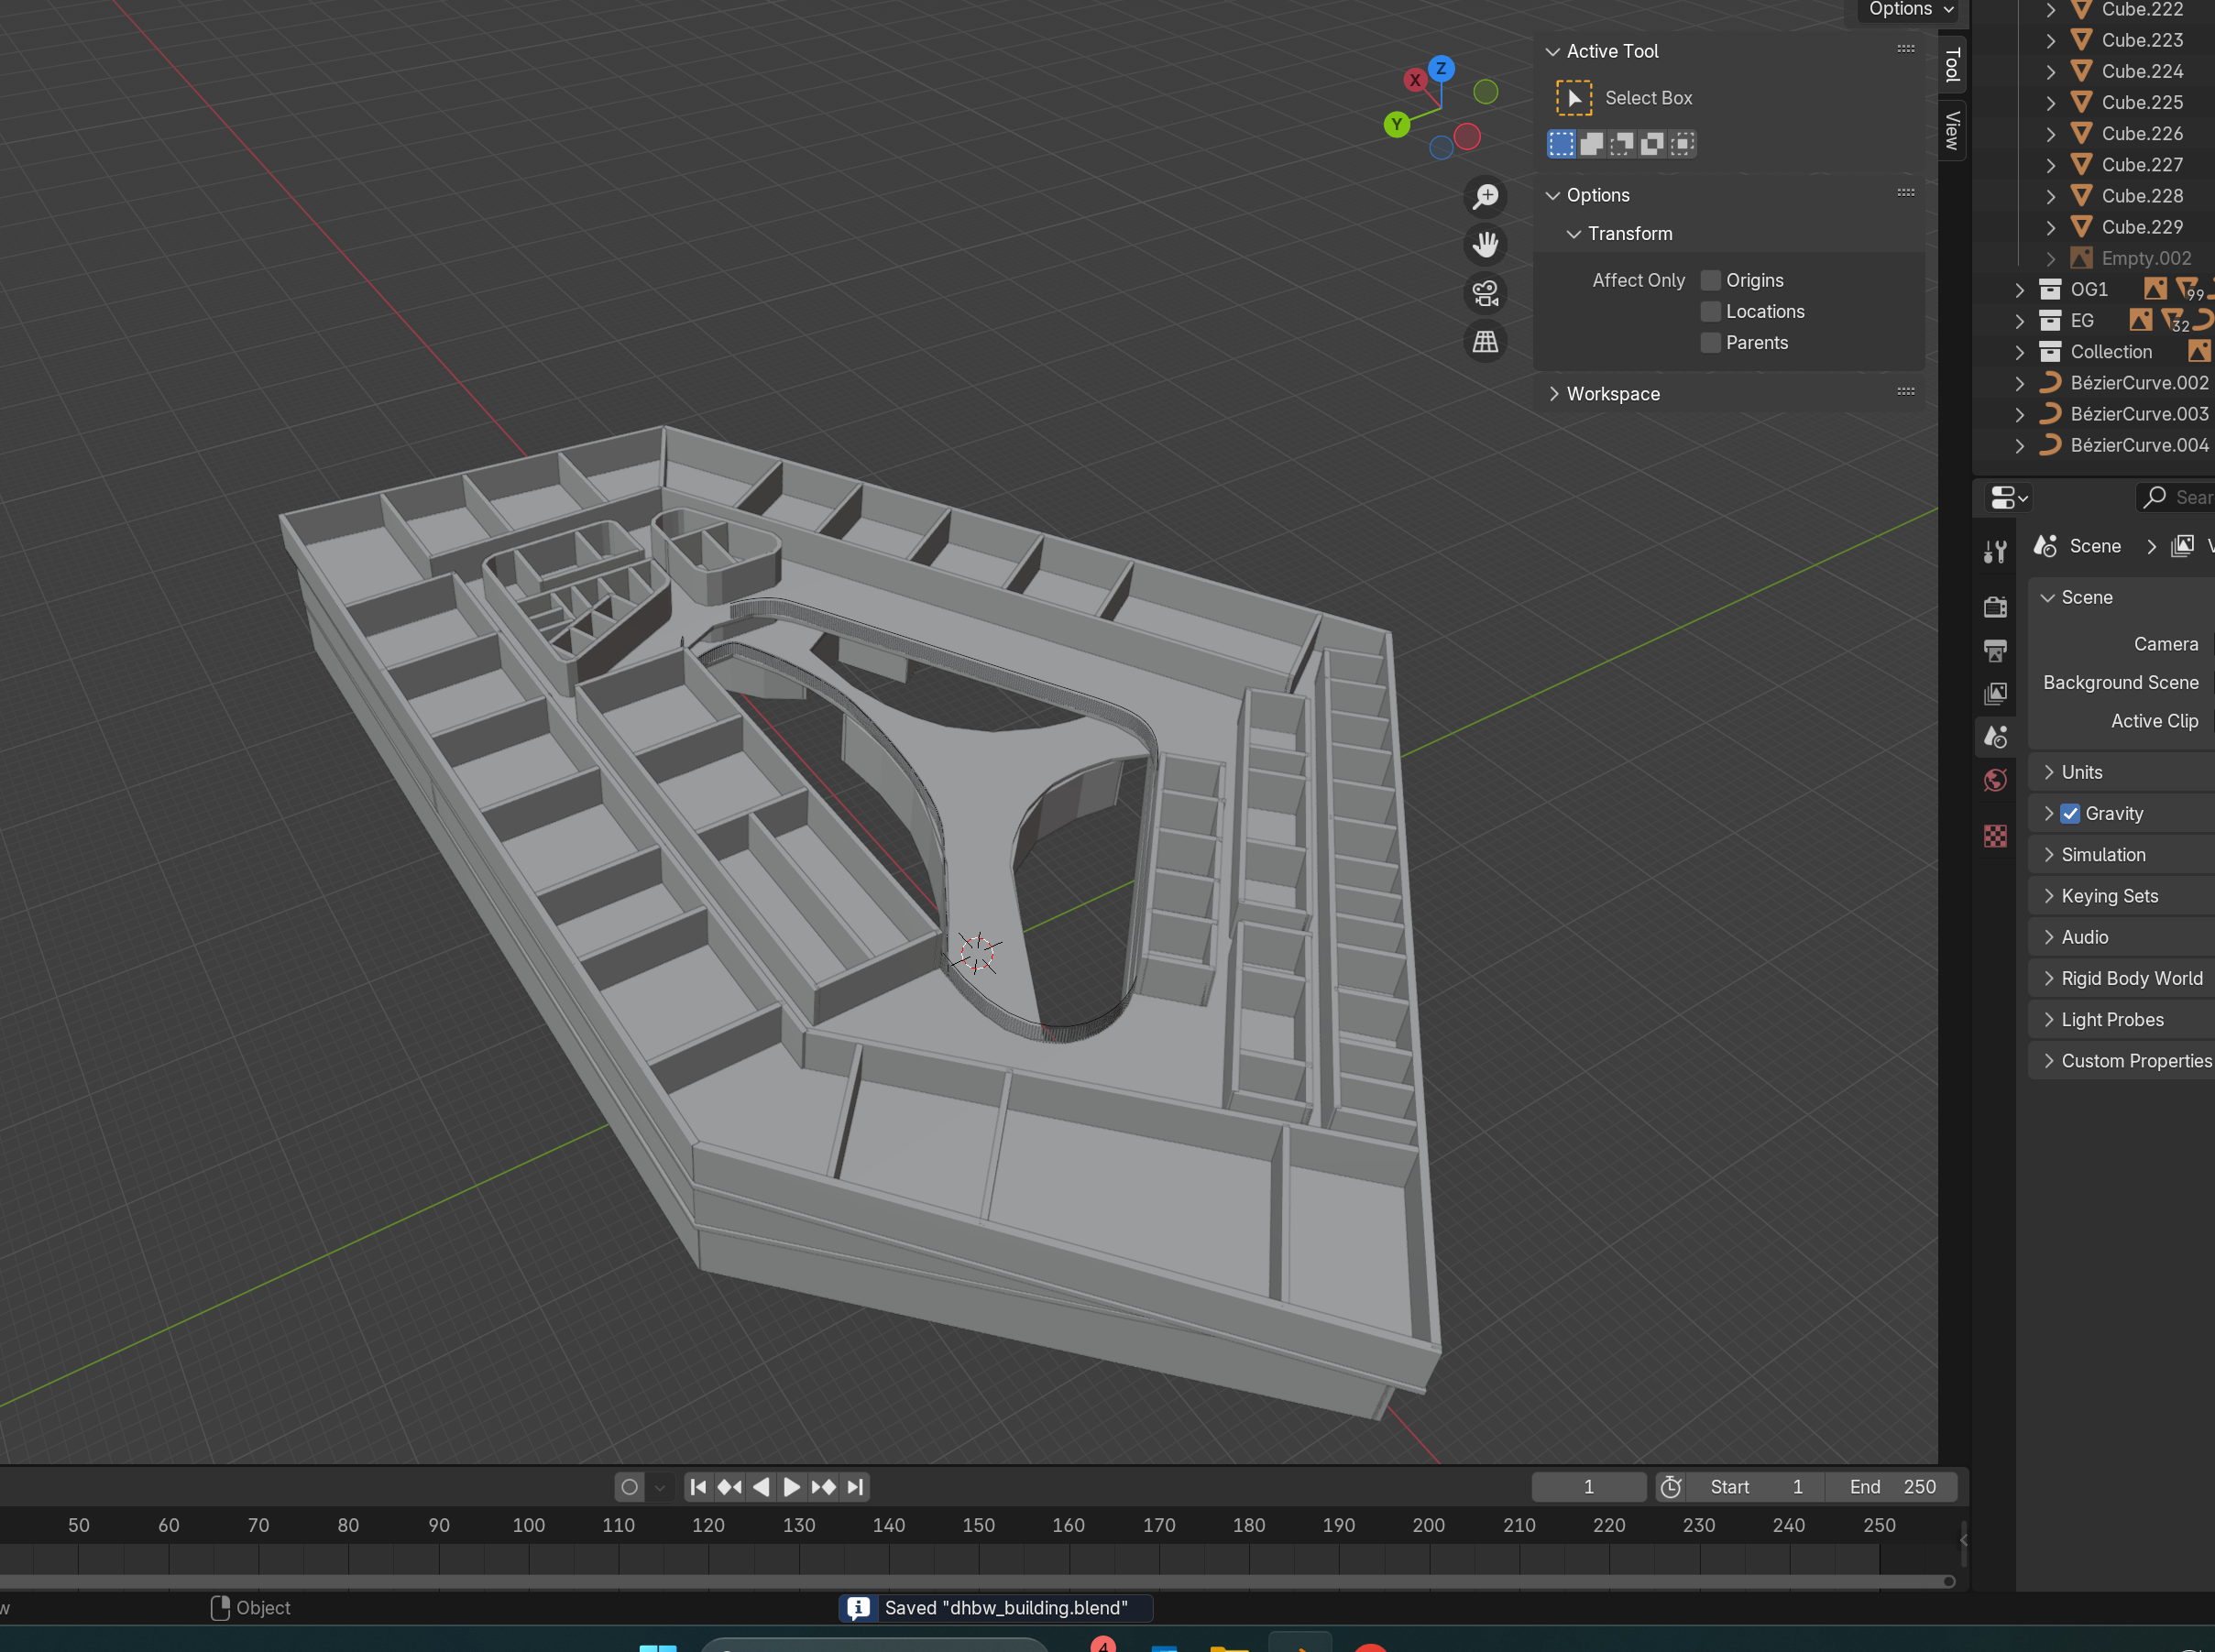 Options
Cube.222
Active Tool
Tool
Cube.223
X
Z
Cube.224
Select Box
Cube.225
Y
View
Cube.226
Cube.227
Options
Cube.228
Transform
Cube.229
Empty.002
Affect Only
Origins
OG1
99
Locations
EG
32
Parents
Collection
Workspace
BézierCurve.002
BézierCurve.003
BézierCurve.004
Sear
Scene
V
Scene
Camera
Background Scene
Active Clip
Units
Gravity
Simulation
Keying Sets
Audio
Rigid Body World
Light Probes
Custom Properties
1
Start 1
End 250
50 60 70 80 90 100 110 120 130 140 150 160 170 180 190 200 210 220 230 240 250
w
Object
Saved "dhbw_building.blend"
4